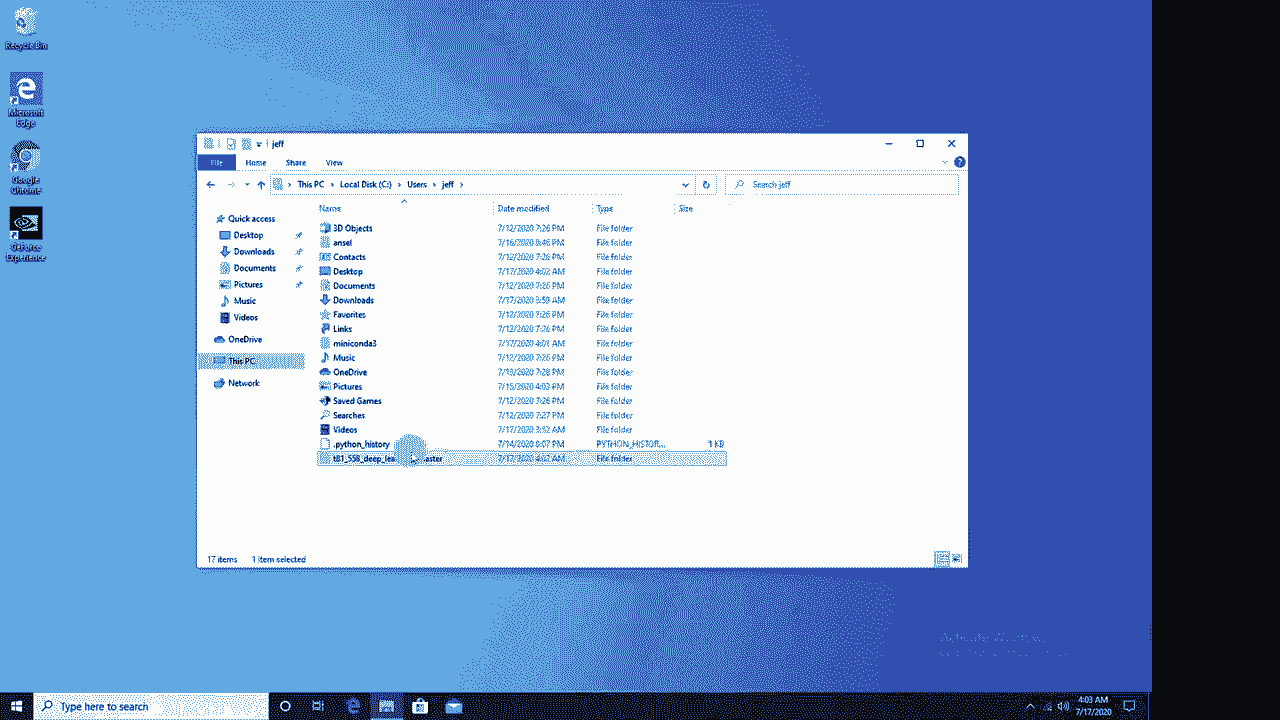 Recycle Bin
Microsoft
Edge
Google
Chrome
GeForce
Experience
jeff
File Home Share View
This PC Local Disk (C:) Users jeff
Search jeff
Name Date modified Type Size
Quick access
Desktop
Downloads
Documents
Pictures
Music
Videos
OneDrive
This PC
Network
3D Objects 7/12/2020 7:26 PM File folder
ansel 7/16/2020 8:46 PM File folder
Contacts 7/12/2020 7:26 PM File folder
Desktop 7/17/2020 4:02 AM File folder
Documents 7/12/2020 7:26 PM File folder
Downloads 7/17/2020 3:59 AM File folder
Favorites 7/12/2020 7:26 PM File folder
Links 7/12/2020 7:26 PM File folder
miniconda3 7/17/2020 4:01 AM File folder
Music 7/12/2020 7:26 PM File folder
OneDrive 7:28 PM File folder
Pictures 7/15/2020 4:03 PM File folder
Saved Games 7/12/2020 7:26 PM File folder
Searches 7/12/2020 7:27 PM File folder
Videos 7/17/2020 3:52 AM File folder
.python_history 7/14/2020 8:07 PM PYTHON_HISTOR... 1 KB
t81_558_deep_lea aster 7/17/2020 4:02 AM File folder
17 items 1 item selected
Type here to search
4:03 AM
7/17/2020